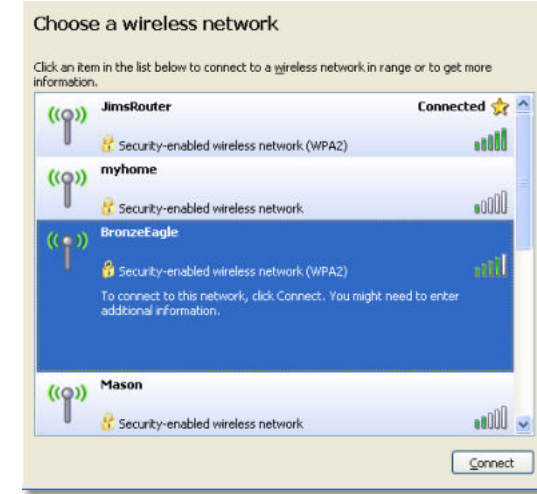 Choose a wireless network
Click an item in the list below to connect to a wireless network in range or to get more
information.
JimsRouter Connected
Security-enabled wireless network (WPA2)
myhome
Security-enabled wireless network
BronzeEagle
Security-enabled wireless network (WPA2)
To connect to this network, click Connect. You might need to enter
additional information.
Mason
Security-enabled wireless network
Connect